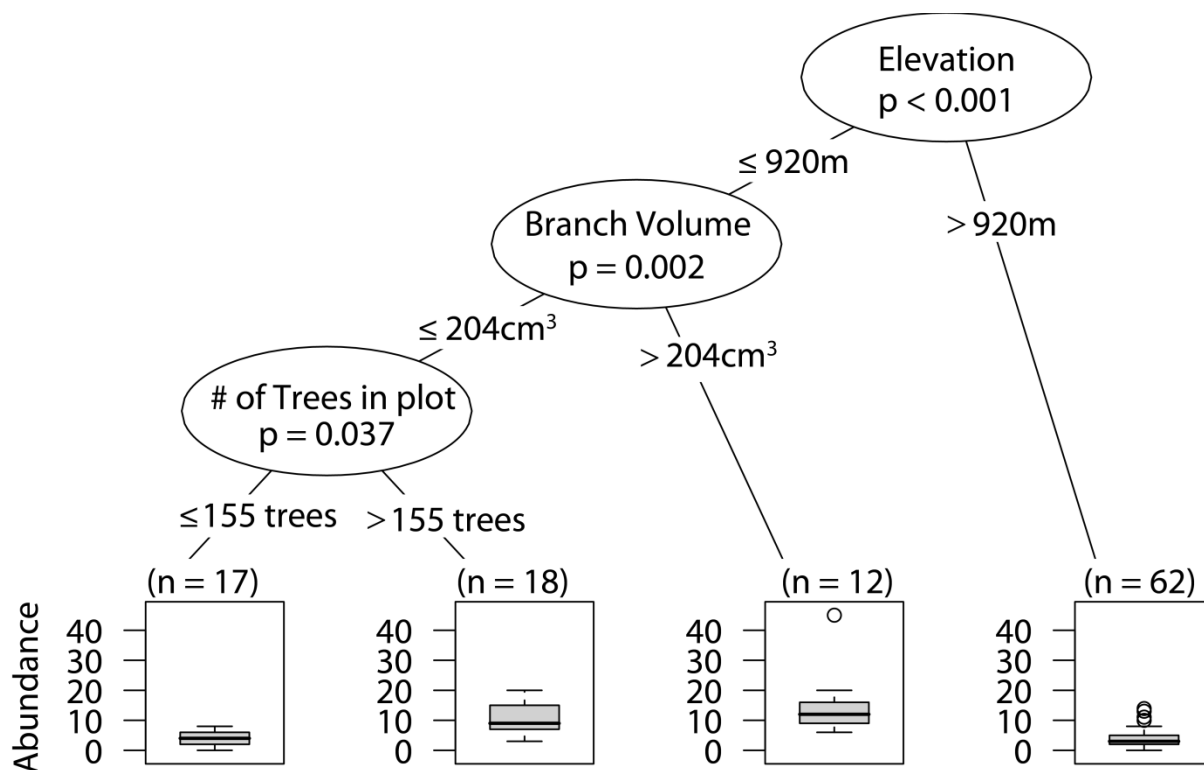 Elevation
p < 0.001
≤ 920m
> 920m
Branch Volume
p = 0.002
≤ 204cm³
> 204cm³
# of Trees in plot
p = 0.037
≤155 trees
>155 trees
(n = 17)
(n = 18)
(n = 12)
(n = 62)
Abundance
40
30
20
10
0
40
30
20
10
0
40
30
20
10
0
40
30
20
10
0